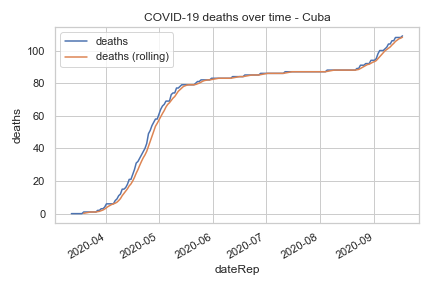 COVID-19 deaths over time - Cuba
deaths
deaths (rolling)
deaths
100
80
60
40
20
0
2020-04
2020-05
2020-06
2020-07
2020-08
2020-09
dateRep